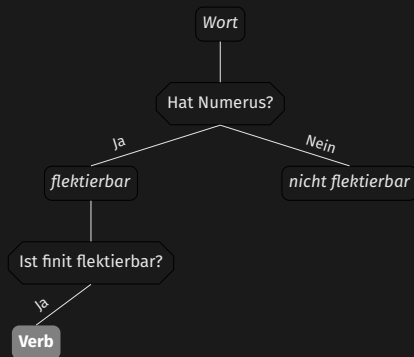 Wort
Hat Numerus?
Ja
Nein
flektierbar
nicht flektierbar
Ist finit flektierbar?
Ja
Verb